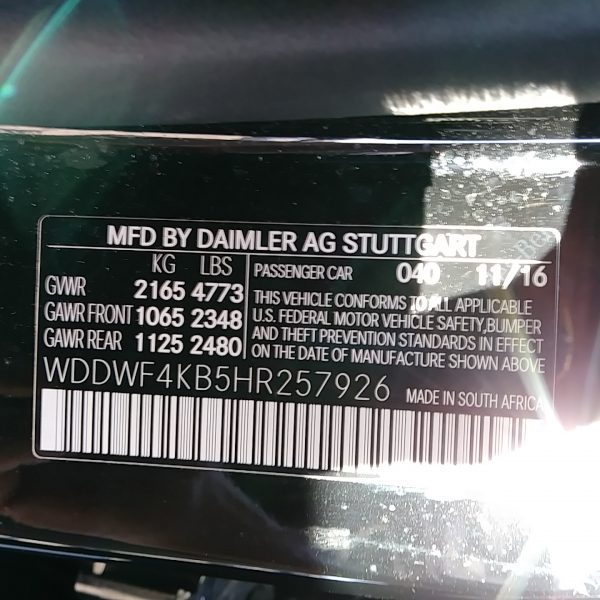 MFD BY DAIMLER AG STUTTGART
KG LBS
GVWR 2165 4773
GAWR FRONT 1065 2348
GAWR REAR 1125 2480
PASSENGER CAR 040 11/16
THIS VEHICLE CONFORMS TO ALL APPLICABLE
U.S. FEDERAL MOTOR VEHICLE SAFETY, BUMPER
AND THEFT PREVENTION STANDARDS IN EFFECT
ON THE DATE OF MANUFACTURE SHOWN ABOVE
WDDWF4KB5HR257926
MADE IN SOUTH AFRICA